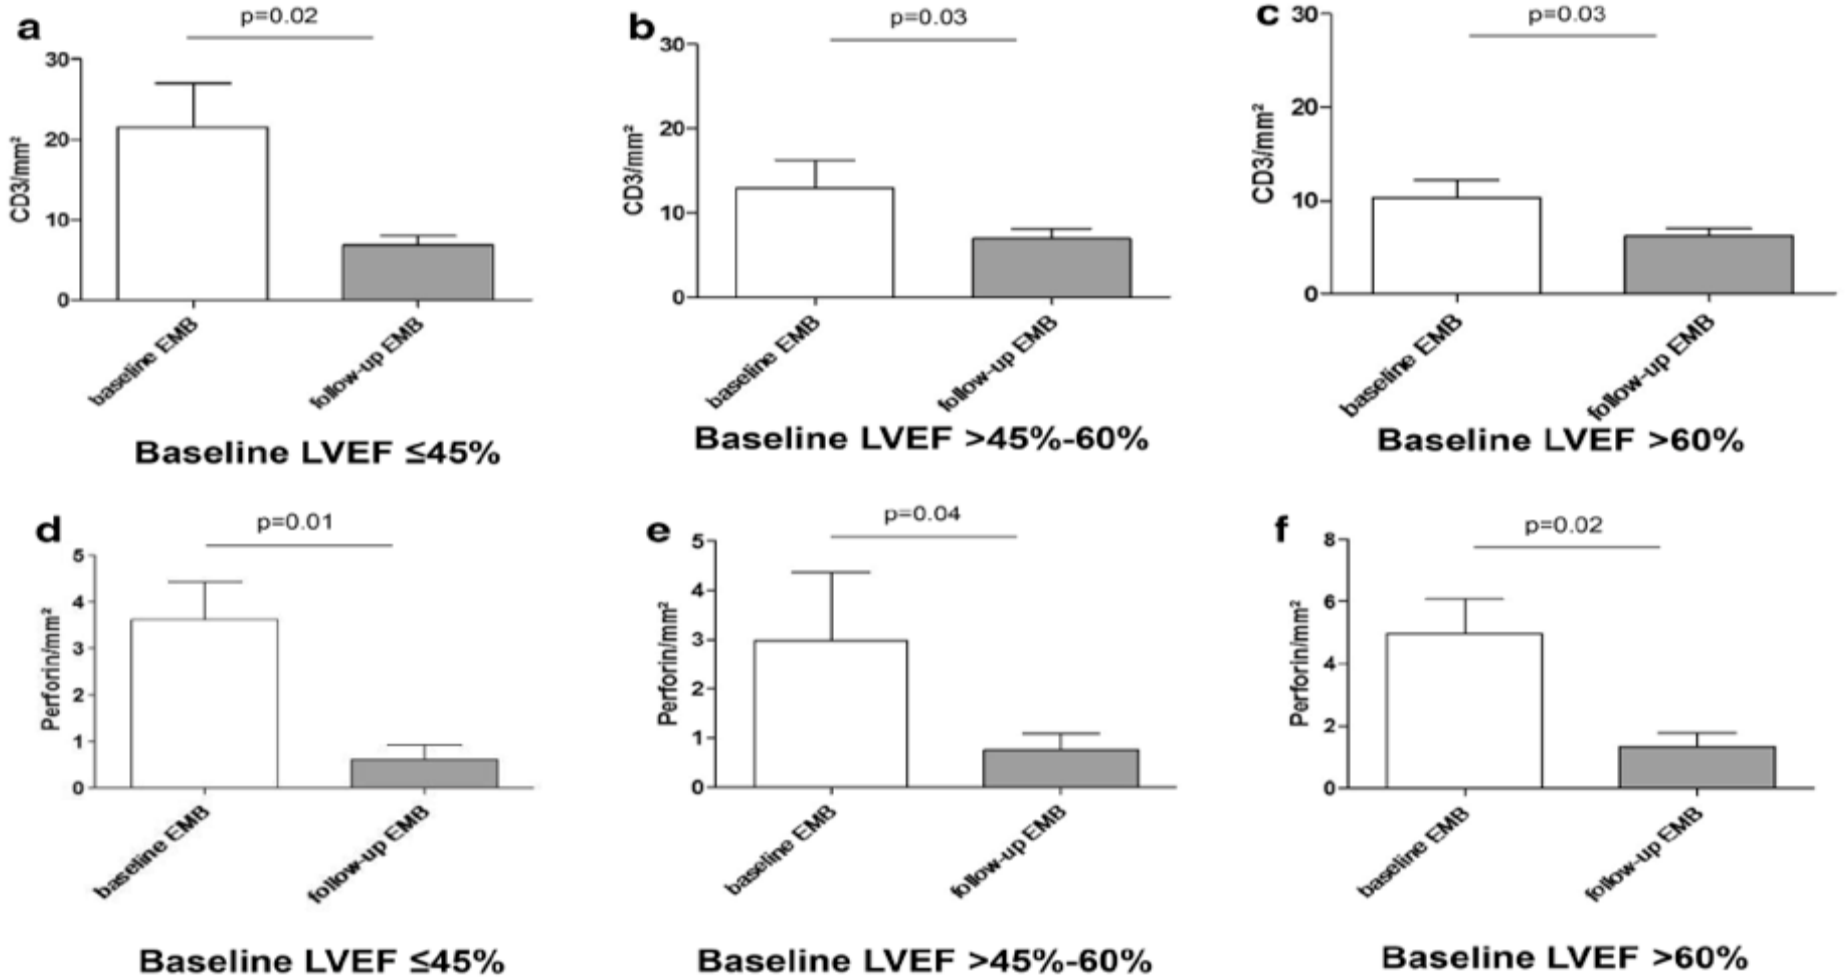 a
p=0.02
30
20
10
0
CD3/mm²
baseline EMB
follow-up EMB
Baseline LVEF ≤45%
b
p=0.03
30
20
10
0
CD3/mm²
baseline EMB
follow-up EMB
Baseline LVEF >45%-60%
c
p=0.03
30
20
10
0
CD3/mm²
baseline EMB
follow-up EMB
Baseline LVEF >60%
d
p=0.01
5
4
3
2
1
0
Perforin/mm²
baseline EMB
follow-up EMB
Baseline LVEF ≤45%
e
p=0.04
5
4
3
2
1
0
Perforin/mm²
baseline EMB
follow-up EMB
Baseline LVEF >45%-60%
f
p=0.02
8
6
4
2
0
Perforin/mm²
baseline EMB
follow-up EMB
Baseline LVEF >60%